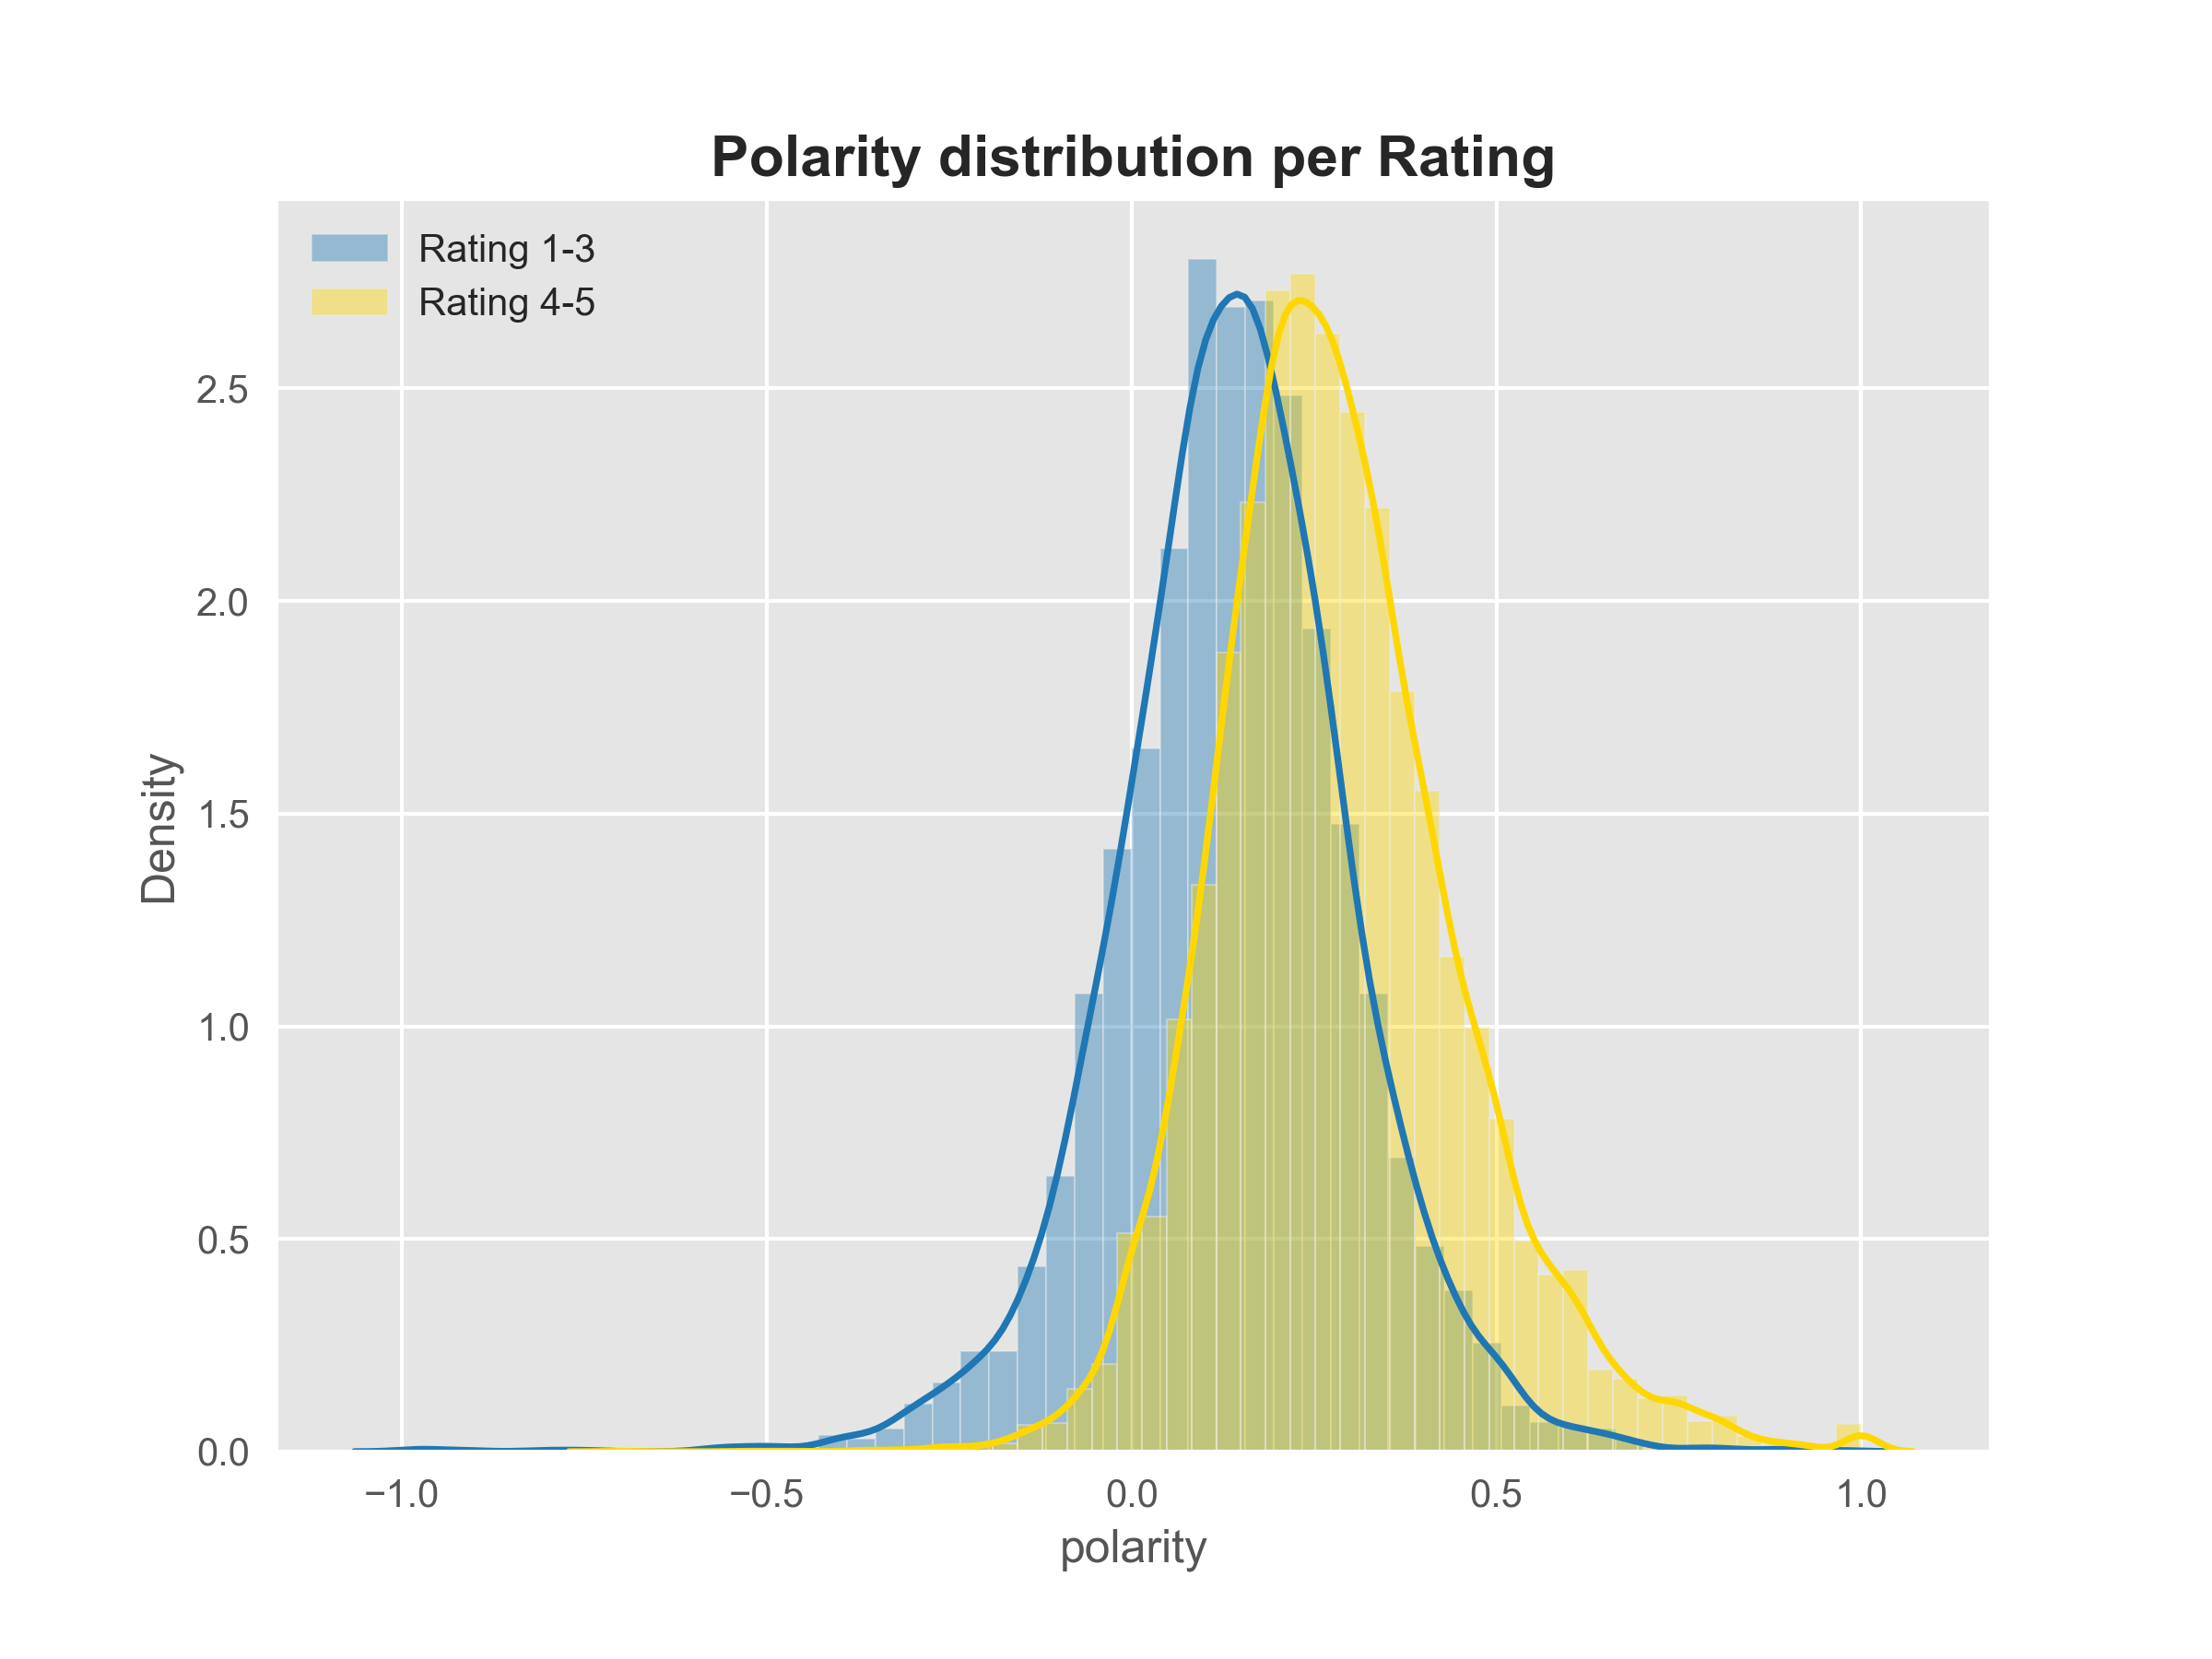 Polarity distribution per Rating
Rating 1-3
Rating 4-5
2.5
2.0
1.5
1.0
0.5
0.0
Density
−1.0 −0.5 0.0 0.5 1.0
polarity